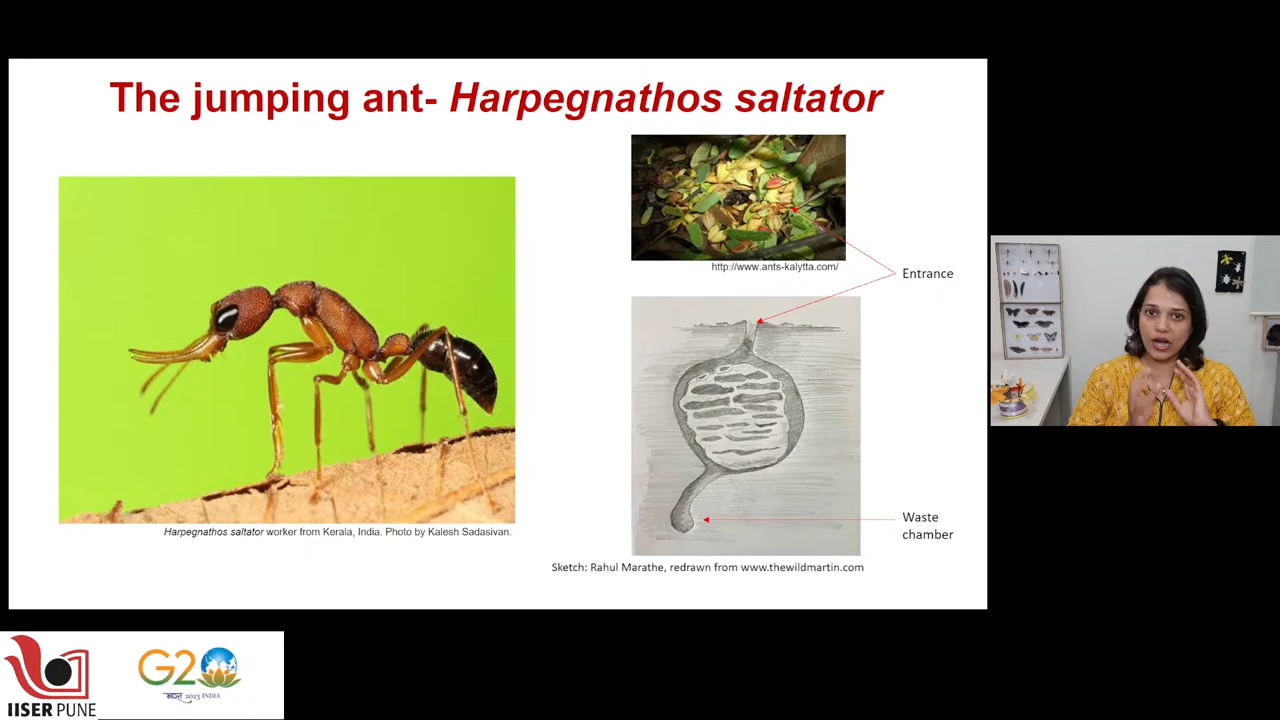 The jumping ant- Harpegnathos saltator
http://www.ants-kalytta.com/
Entrance
Harpegnathos saltator worker from Kerala, India. Photo by Kalesh Sadasivan.
Waste
chamber
Sketch: Rahul Marathe, redrawn from www.thewildmartin.com
IISER PUNE
G20
भारत 2023 INDIA